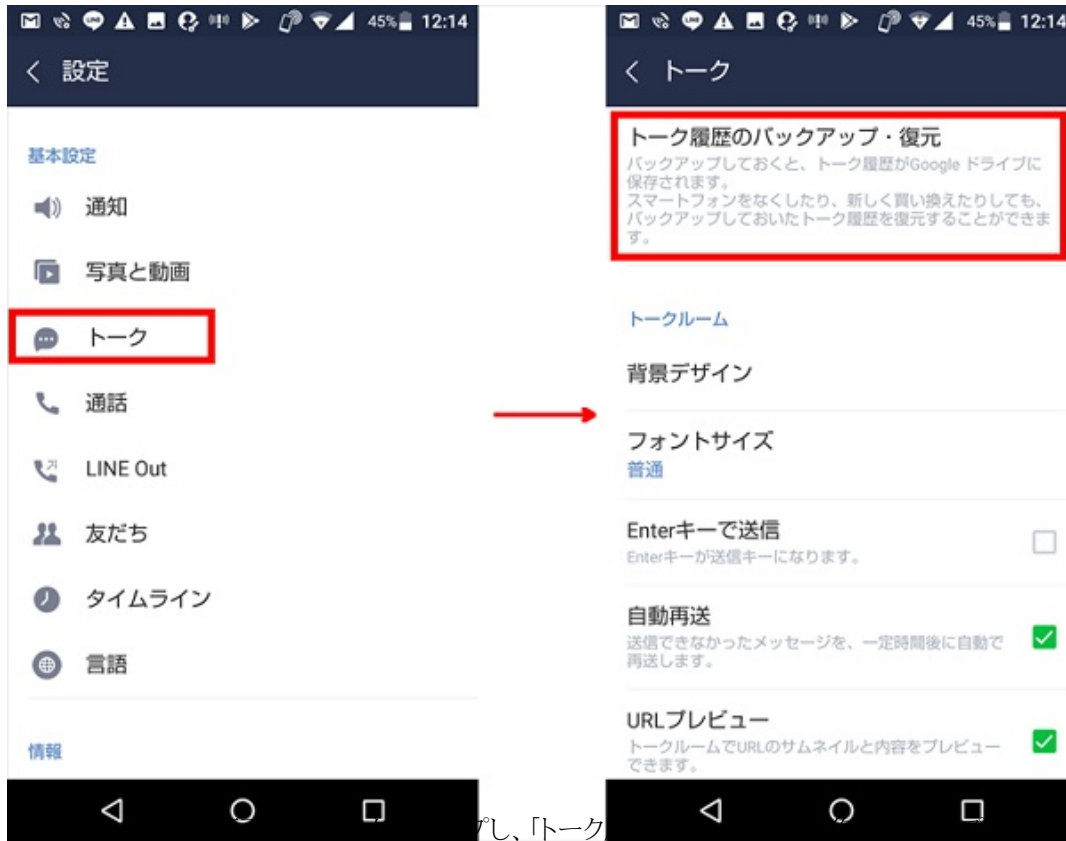 45% 12:14
設定
基本設定
通知
写真と動画
トーク
通話
LINE Out
友だち
タイムライン
言語
情報
45% 12:14
トーク
トーク履歴のバックアップ・復元
バックアップしておくと、トーク履歴がGoogle ドライブに
保存されます。
スマートフォンをなくしたり、新しく買い換えたりしても、
バックアップしておいたトーク履歴を復元することができま
す。
トークルーム
背景デザイン
フォントサイズ
普通
Enterキーで送信
Enterキーが送信キーになります。
自動再送
送信できなかったメッセージを、一定時間後に自動で
再送します。
URLプレビュー
トークルームでURLのサムネイルと内容をプレビュー
できます。
プし、「トーク